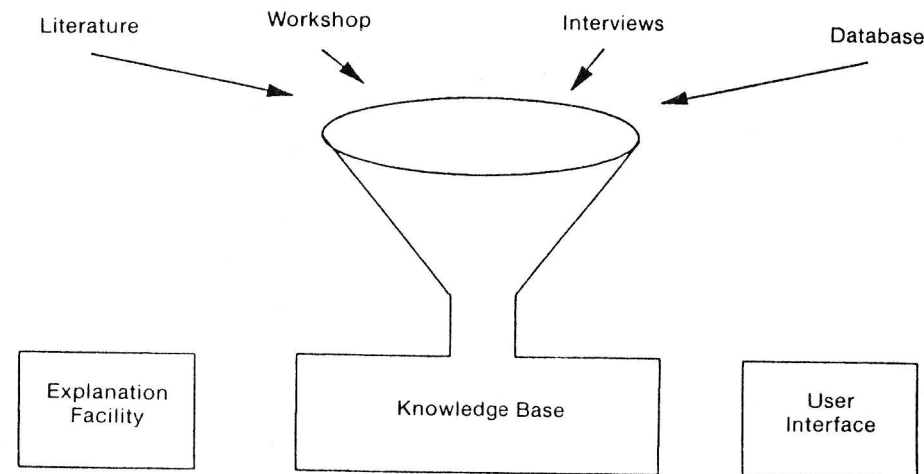 Literature
Workshop
Interviews
Database
Explanation
Facility
Knowledge Base
User
Interface